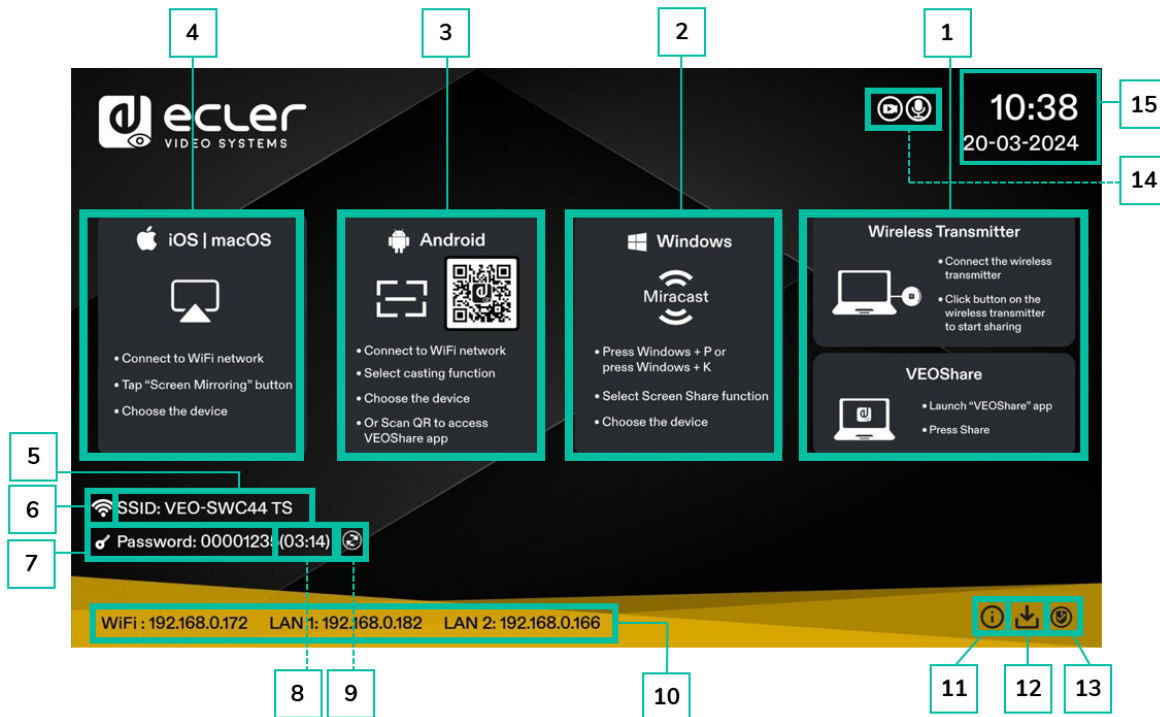 4
3
2
1
ecler
VIDEO SYSTEMS
10:38
20-03-2024
15
14
iOS | macOS
• Connect to WiFi network
• Tap “Screen Mirroring” button
• Choose the device
Android
• Connect to WiFi network
• Select casting function
• Choose the device
• Or Scan QR to access
VEOShare app
Windows
Miracast
• Press Windows + P or
press Windows + K
• Select Screen Share function
• Choose the device
Wireless Transmitter
• Connect the wireless
transmitter
• Click button on the
wireless transmitter
to start sharing
VEOShare
• Launch “VEOShare” app
• Press Share
5
6
SSID: VEO-SWC44 TS
7
Password: 00001235(03:14)
WiFi : 192.168.0.172 LAN 1: 192.168.0.182 LAN 2: 192.168.0.166
8
9
10
11
12
13